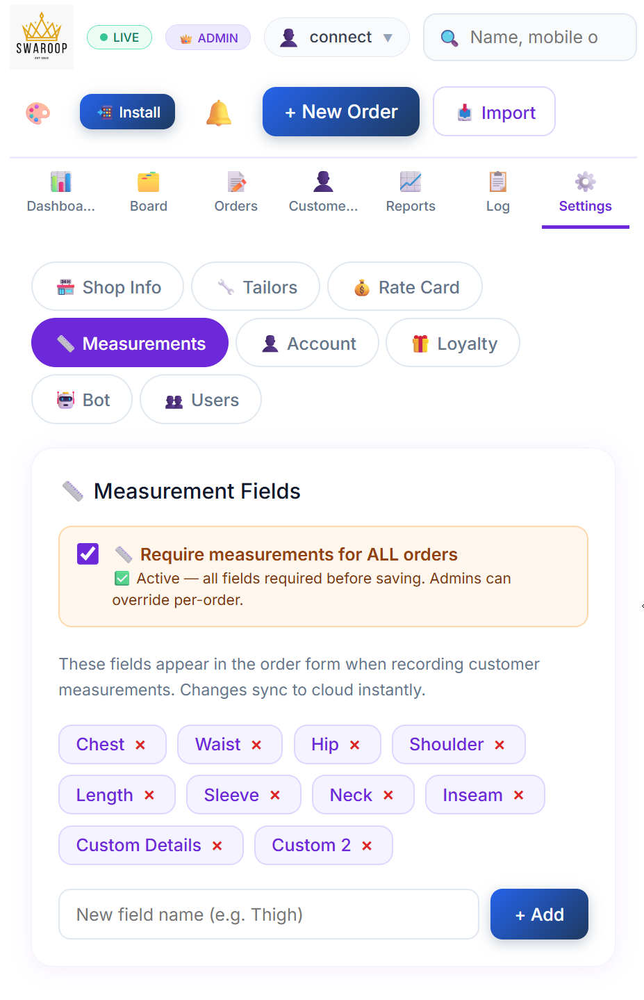 SWAROOP
EST 2015
LIVE
ADMIN
connect
Name, mobile o
Install
+ New Order
Import
Dashboa...
Board
Orders
Custome...
Reports
Log
Settings
Shop Info
Tailors
Rate Card
Measurements
Account
Loyalty
Bot
Users
Measurement Fields
Require measurements for ALL orders
Active — all fields required before saving. Admins can
override per-order.
These fields appear in the order form when recording customer
measurements. Changes sync to cloud instantly.
Chest ×
Waist ×
Hip ×
Shoulder ×
Length ×
Sleeve ×
Neck ×
Inseam ×
Custom Details ×
Custom 2 ×
New field name (e.g. Thigh)
+ Add